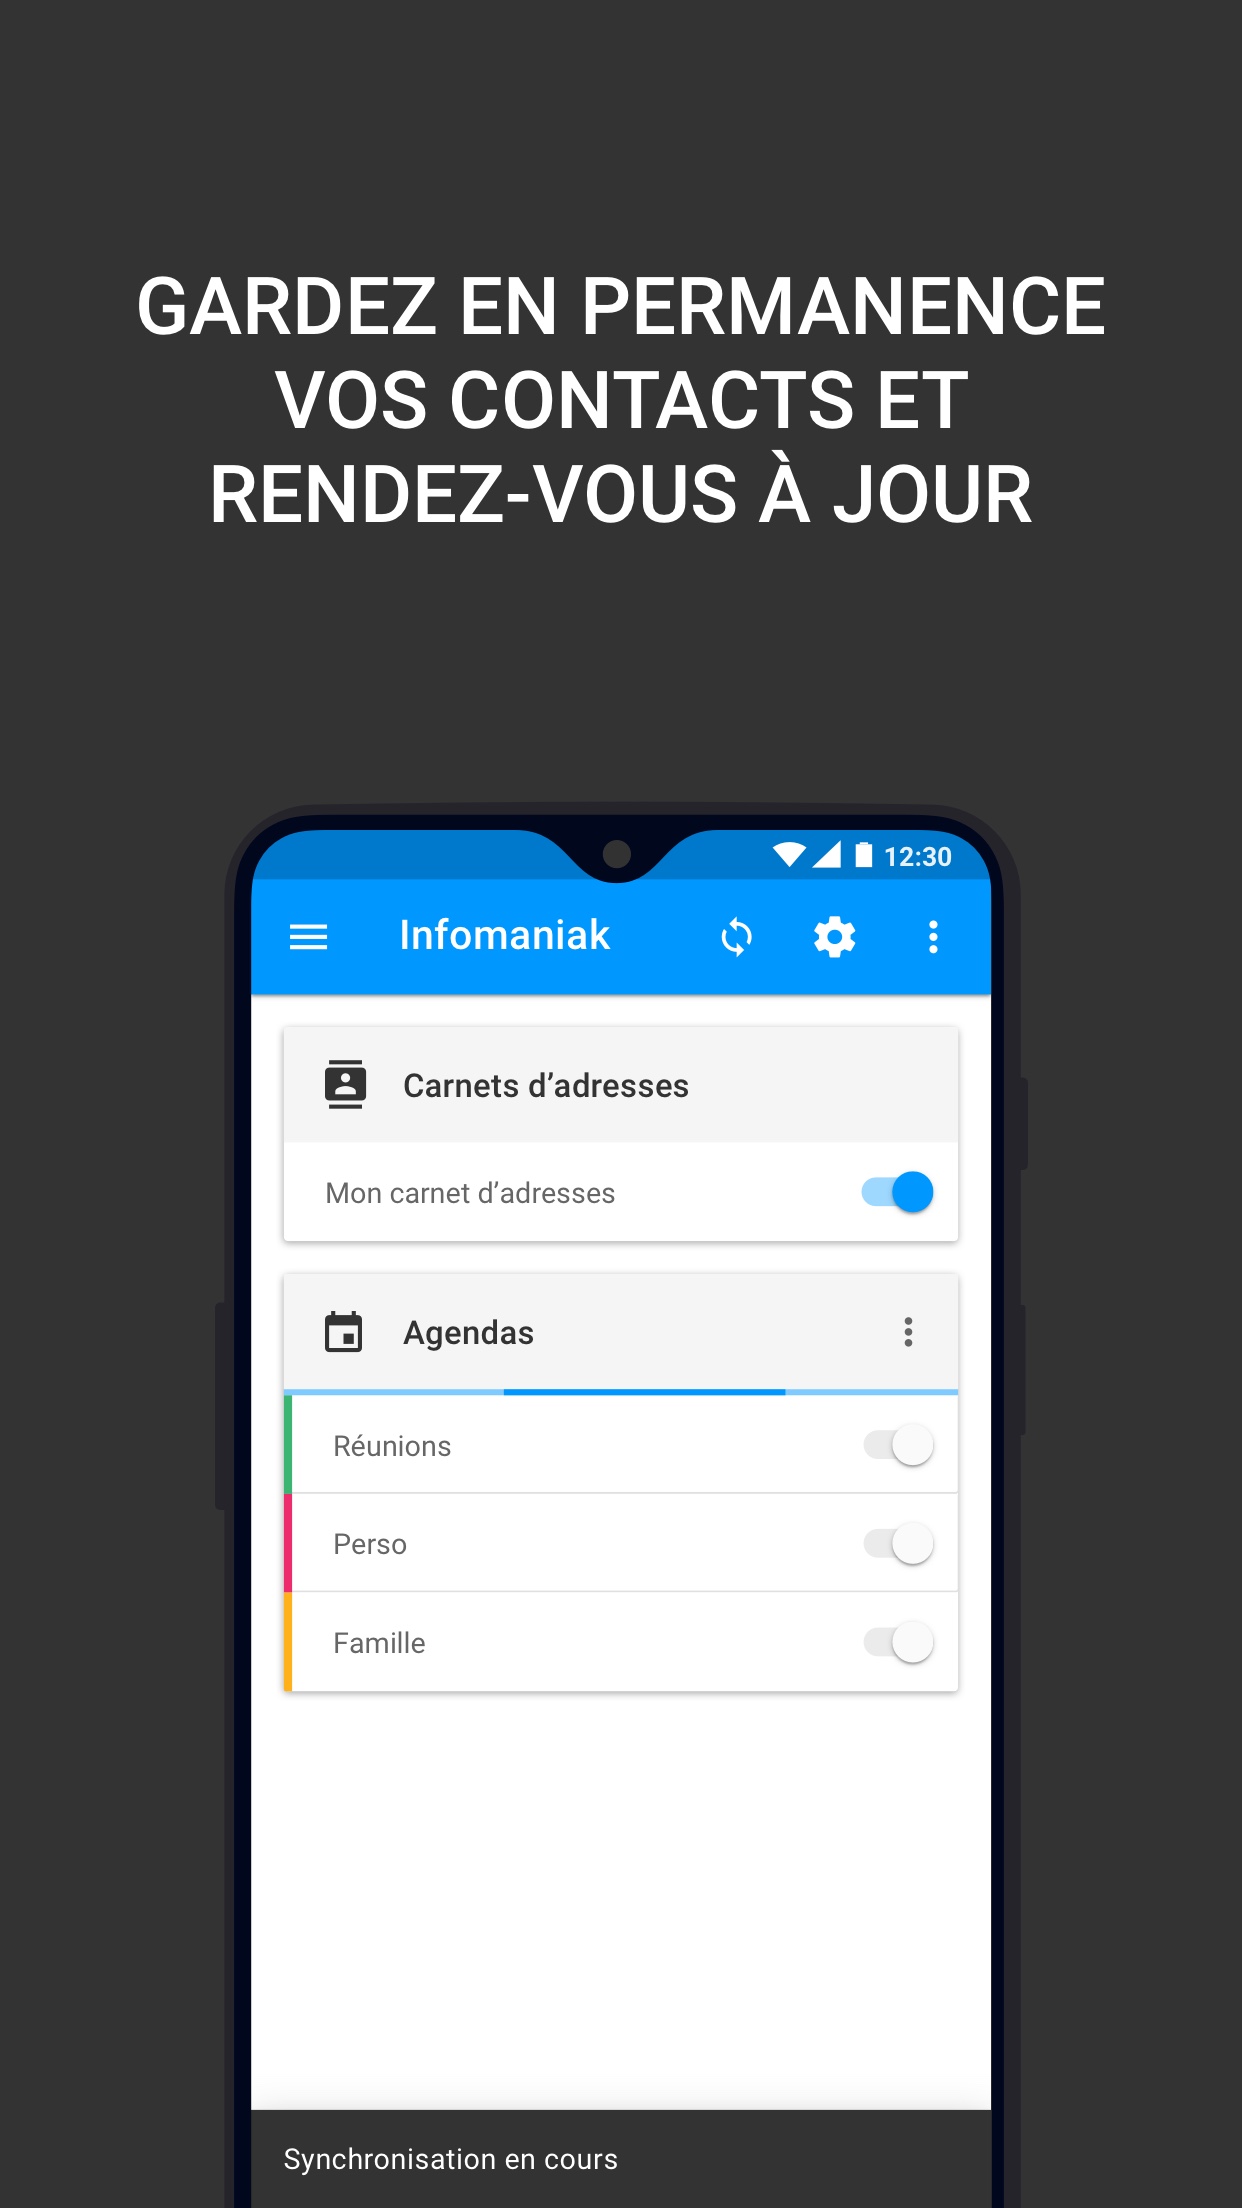 GARDEZ EN PERMANENCE
VOS CONTACTS ET
RENDEZ-VOUS À JOUR
12:30
Infomaniak
Carnets d’adresses
Mon carnet d’adresses
Agendas
Réunions
Perso
Famille
Synchronisation en cours